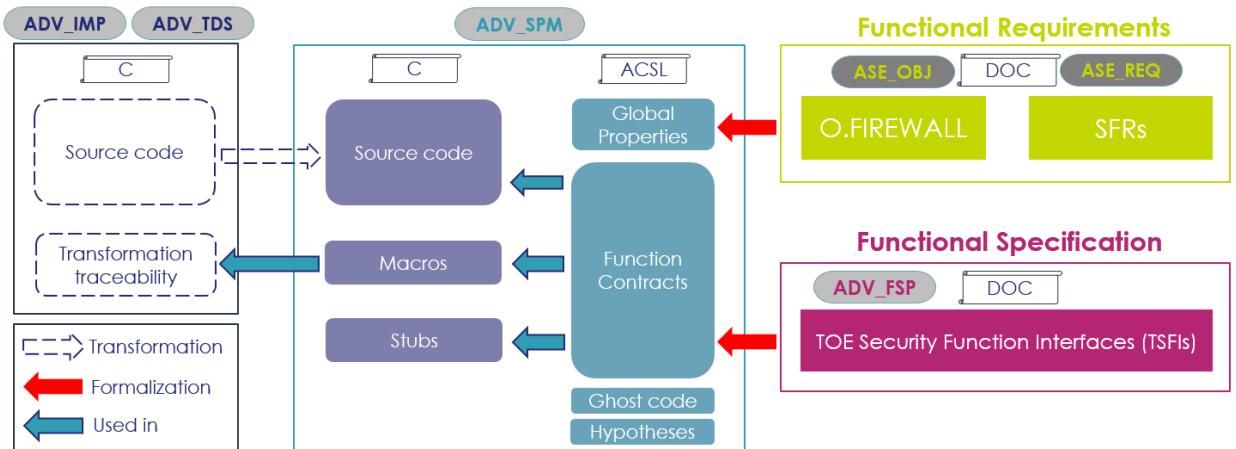 ADV_IMP
ADV_TDS
C
Source code
Transformation
traceability
Transformation
Formalization
Used in
ADV_SPM
C
Source code
Macros
Stubs
ACSL
Global
Properties
Function
Contracts
Ghost code
Hypotheses
Functional Requirements
ASE_OBJ
DOC
ASE_REQ
O.FIREWALL
SFRs
Functional Specification
ADV_FSP
DOC
TOE Security Function Interfaces (TSFIs)